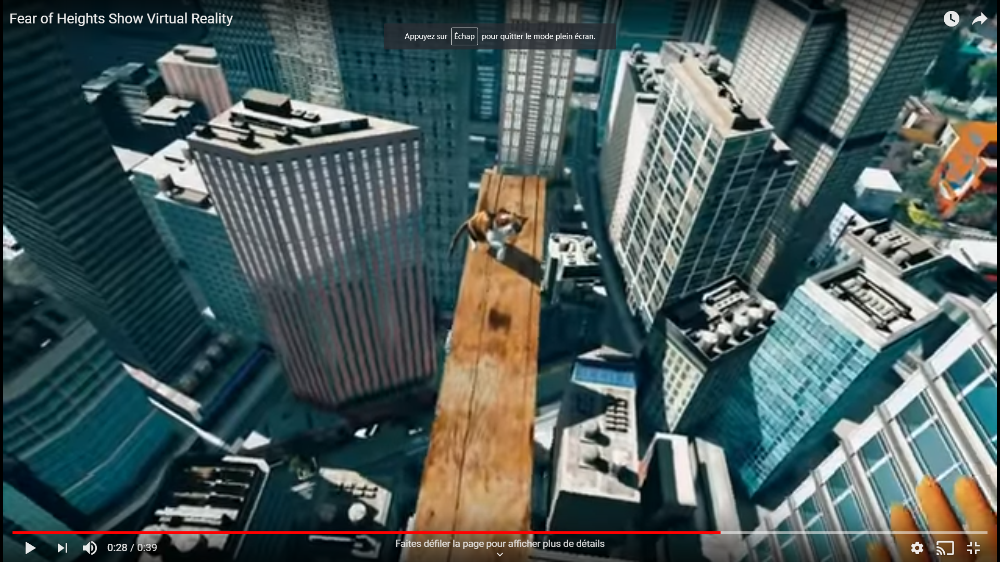 Fear of Heights Show Virtual Reality
Appuyez sur Échap pour quitter le mode plein écran.
0:28 / 0:39
Faites défiler la page pour afficher plus de détails